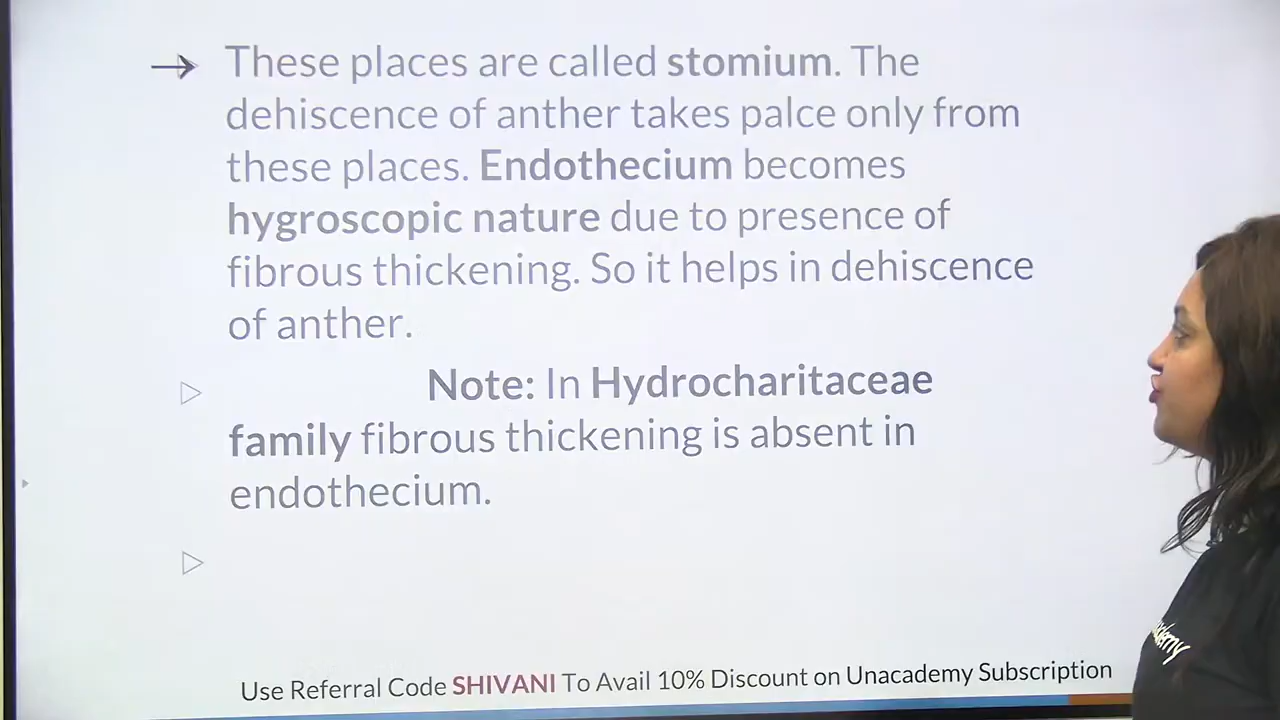 → These places are called stomium. The
dehiscence of anther takes palce only from
these places. Endothecium becomes
hygroscopic nature due to presence of
fibrous thickening. So it helps in dehiscence
of anther.
Note: In Hydrocharitaceae
family fibrous thickening is absent in
endothecium.
Use Referral Code SHIVANI To Avail 10% Discount on Unacademy Subscription